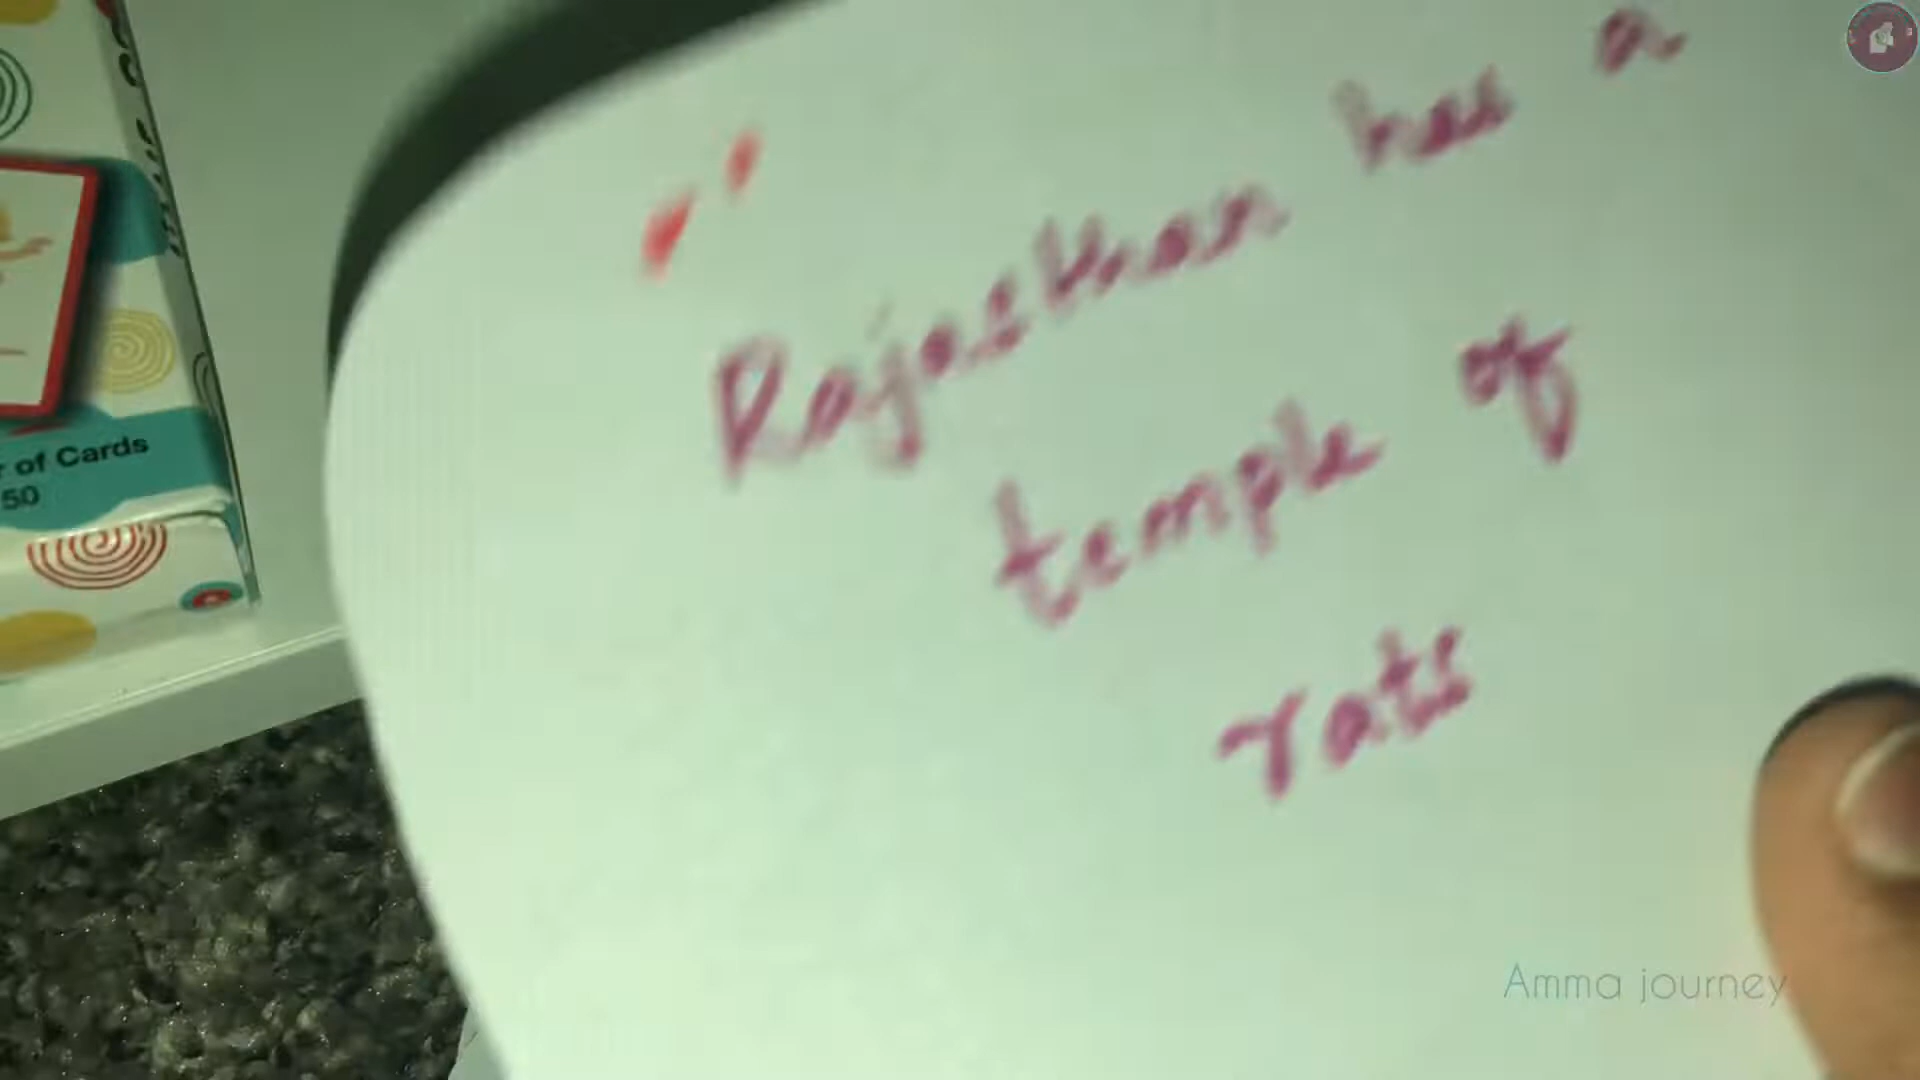 " Rajasthan has a
temple of
rats
r of Cards
50
Amma journey